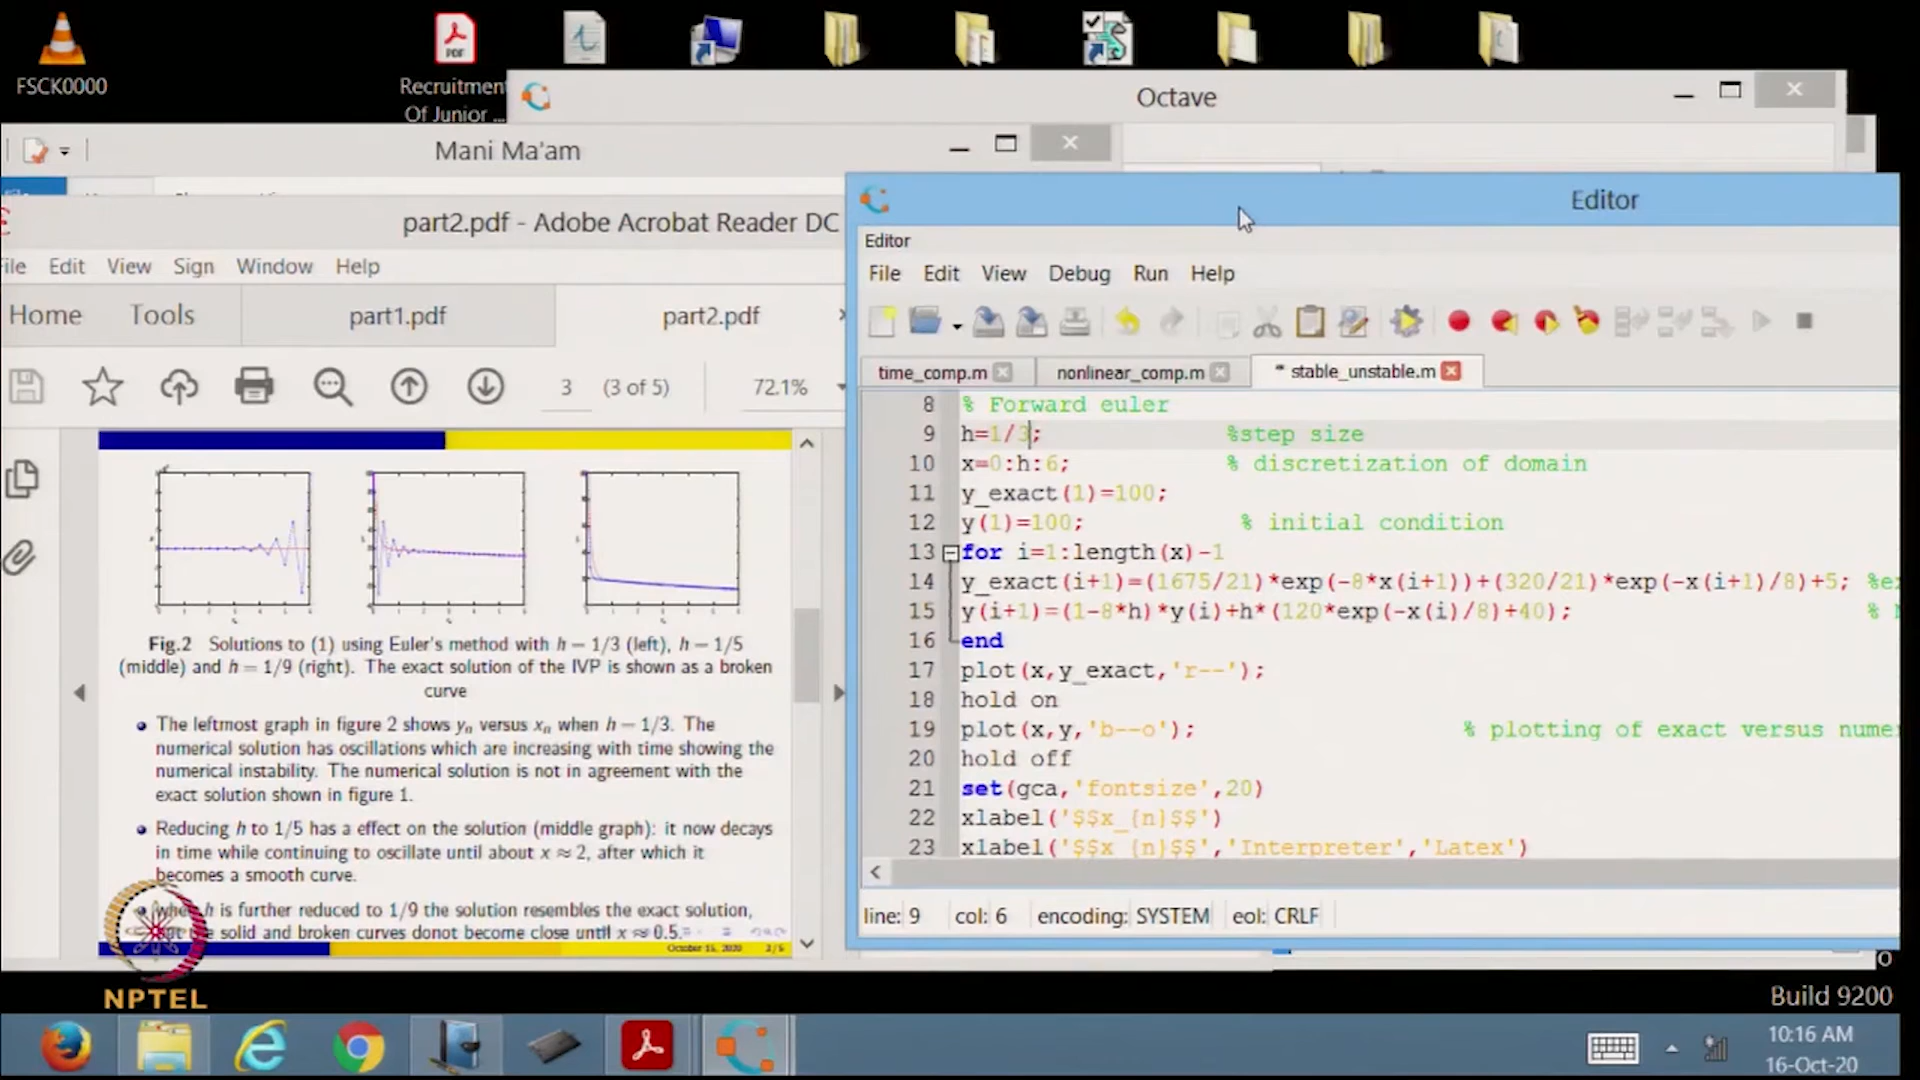 FSCK0000
Recruitment
Of Junior ...
Octave
Mani Ma'am
part2.pdf - Adobe Acrobat Reader DC
File Edit View Sign Window Help
Home Tools part1.pdf part2.pdf
3 (3 of 5) 72.1%
Fig.2 Solutions to (1) using Euler's method with h = 1/3 (left), h = 1/5
(middle) and h = 1/9 (right). The exact solution of the IVP is shown as a broken
curve
The leftmost graph in figure 2 shows yn versus xn when h = 1/3. The
numerical solution has oscillations which are increasing with time showing the
numerical instability. The numerical solution is not in agreement with the
exact solution shown in figure 1.
Reducing h to 1/5 has a effect on the solution (middle graph): it now decays
in time while continuing to oscillate until about x ≈ 2, after which it
becomes a smooth curve.
when h is further reduced to 1/9 the solution resembles the exact solution,
but the solid and broken curves donot become close until x ≈ 0.5.
October 15, 2020 3/5
NPTEL
Editor
Editor
File Edit View Debug Run Help
time_comp.m nonlinear_comp.m * stable_unstable.m
8 % Forward euler
9 h=1/3; %step size
10 x=0:h:6; % discretization of domain
11 y_exact(1)=100;
12 y(1)=100; % initial condition
13 for i=1:length(x)-1
14 y_exact(i+1)=(1675/21)*exp(-8*x(i+1))+(320/21)*exp(-x(i+1)/8)+5; %ex
15 y(i+1)=(1-8*h)*y(i)+h*(120*exp(-x(i)/8)+40); % N
16 end
17 plot(x,y_exact,'r--');
18 hold on
19 plot(x,y,'b--o'); % plotting of exact versus nume
20 hold off
21 set(gca,'fontsize',20)
22 xlabel('$$x_{n}$$')
23 xlabel('$$x_{n}$$','Interpreter','Latex')
line: 9 col: 6 encoding: SYSTEM eol: CRLF
Build 9200
10:16 AM
16-Oct-20